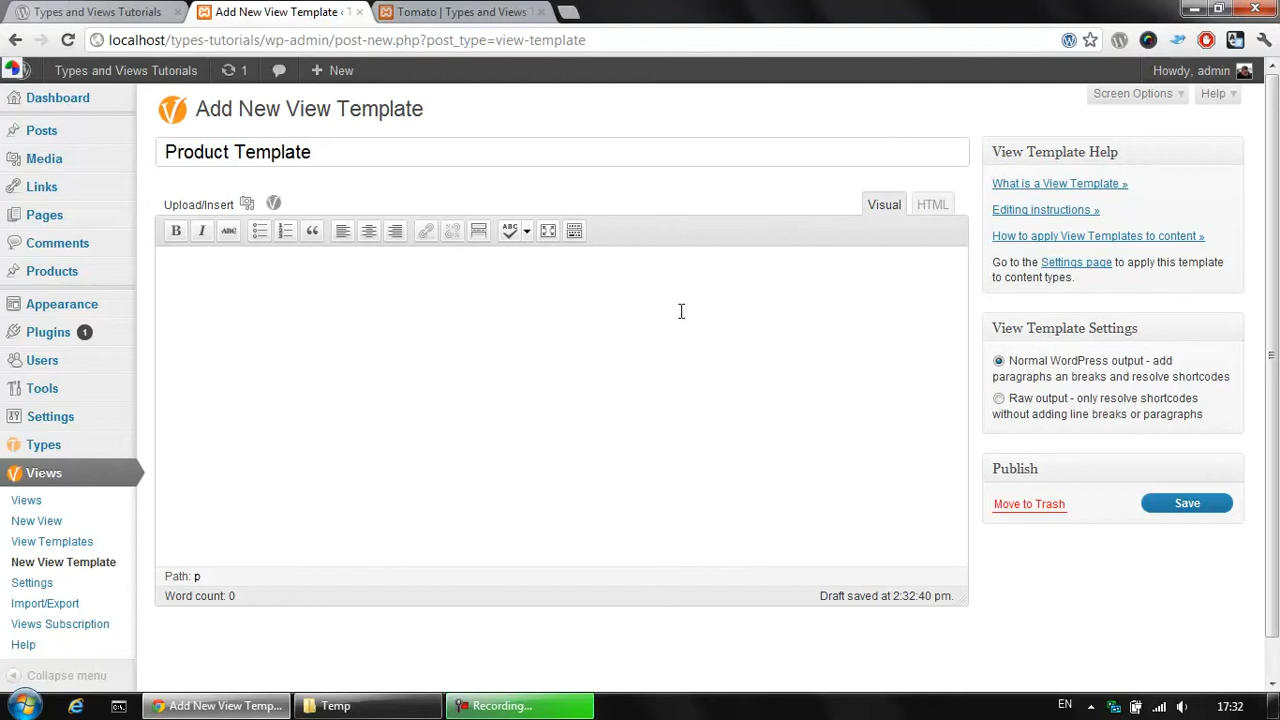 Types and Views Tutorials
Add New View Template ‹
Tomato | Types and Views
localhost/types-tutorials/wp-admin/post-new.php?post_type=view-template
Types and Views Tutorials
1
New
Howdy, admin
Dashboard
Posts
Media
Links
Pages
Comments
Products
Appearance
Plugins 1
Users
Tools
Settings
Types
Views
Views
New View
View Templates
New View Template
Settings
Import/Export
Views Subscription
Help
Collapse menu
Add New View Template
Screen Options
Help
Product Template
Upload/Insert
Visual
HTML
B I ABC
ABC
Path: p
Word count: 0
Draft saved at 2:32:40 pm.
View Template Help
What is a View Template »
Editing instructions »
How to apply View Templates to content »
Go to the Settings page to apply this template
to content types.
View Template Settings
Normal WordPress output - add
paragraphs an breaks and resolve shortcodes
Raw output - only resolve shortcodes
without adding line breaks or paragraphs
Publish
Move to Trash
Save
Add New View Temp...
Temp
Recording...
EN
17:32